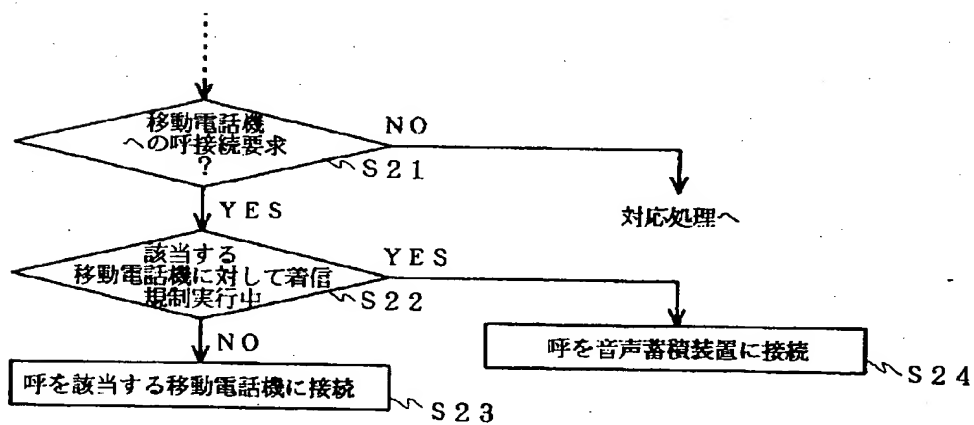 移動電話機
への呼接続要求
?
NO
S21
YES
対応処理へ
該当する
移動電話機に対して着信
規制実行中
YES
S22
NO
呼を音声蓄積装置に接続
S24
呼を該当する移動電話機に接続
S23